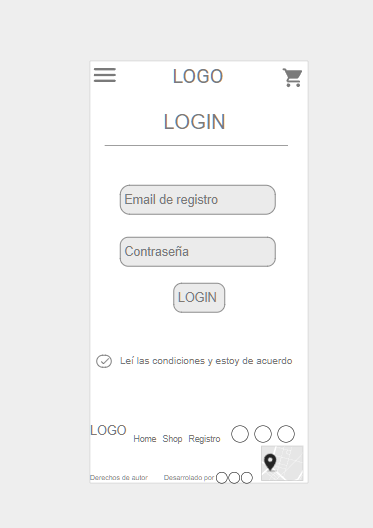 LOGO
LOGIN
Email de registro
Contraseña
LOGIN
Leí las condiciones y estoy de acuerdo
LOGO
Home Shop Registro
Derechos de autor Desarrolado por